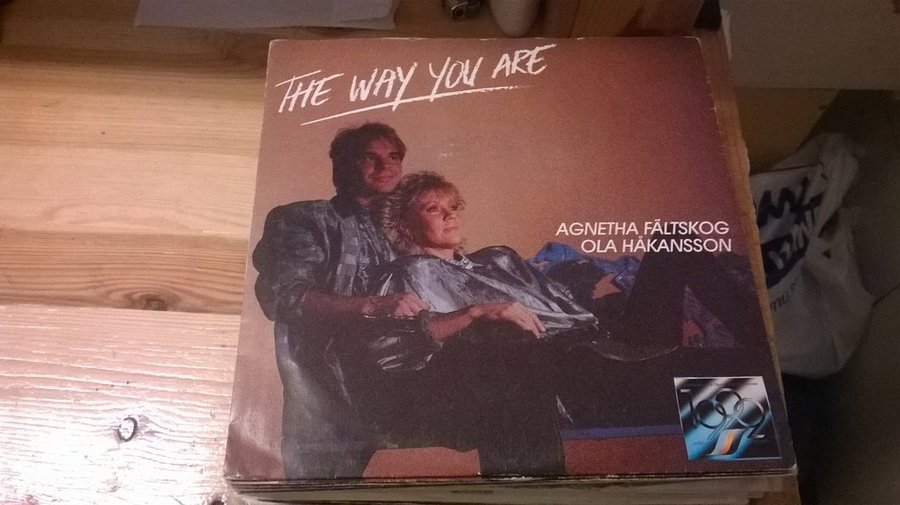 THE WAY YOU ARE
AGNETHA FÄLTSKOG
OLA HÅKANSSON